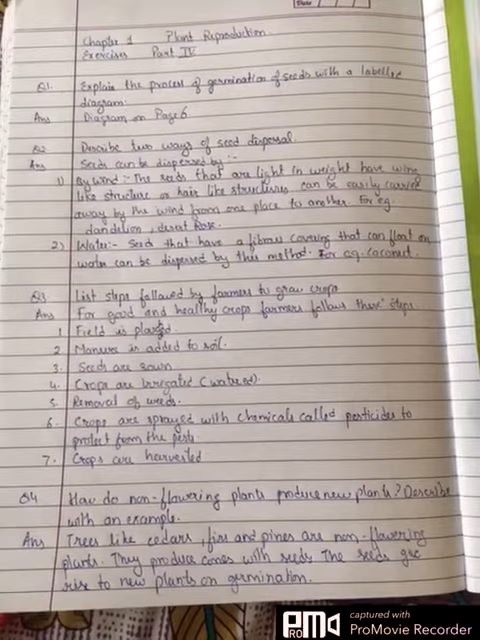 Date
Chapter 1 Plant Reproduction
Exercises Part IV
Q1. Explain the process of germination of seeds with a labelled
diagram.
Ans Diagram on Page 6
Q2 Describe two ways of seed dispersal.
Ans Seeds can be dispersed by :-
1) By wind :- The seeds that are light in weight have wing
like structure or hair like structures, can be easily carried
away by the wind from one place to another. For eg.
dandelion, desert Rose.
2) Water:- Seeds that have a fibrous covering that can float on
water can be dispersed by this method. For e.g. coconut.
Q3 List steps followed by farmers to grow crops
Ans For good and healthy crops farmers follows these steps
1 Field is
2 Manure is added to soil.
3. Seeds are sown
4. Crops are Irrigated (watered).
5. Removal of weeds.
6. Crops are sprayed with chemicals called pesticides to
protect from the pests
7. Crops are harvested
Q4 How do non-flowering plants produce new plants? Describe
with an example.
Ans Trees like cedars, firs and pines are non-flowering
plants. They produce cones with seeds The seeds give
rise to new plants on germination.
PRO
captured with
ProMovie Recorder